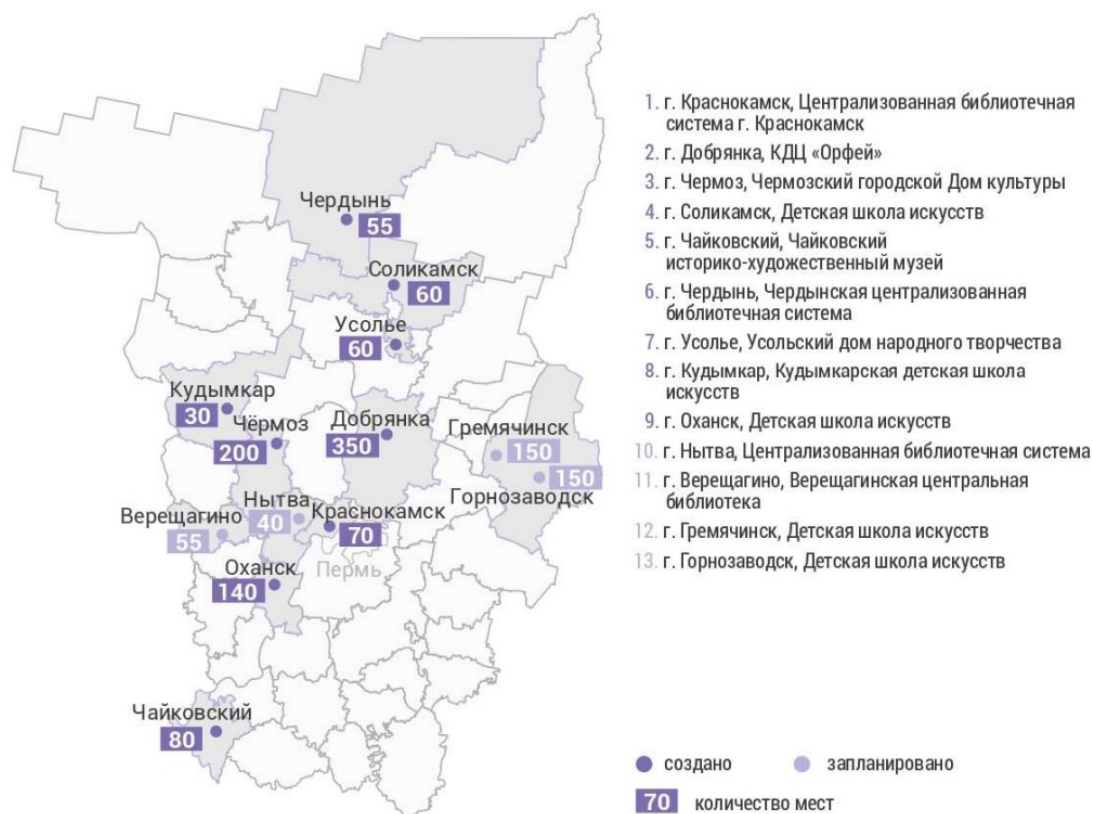 Чердынь
55
Соликамск
60
Усолье
60
Кудымкар
30
Чёрмоз
200
Добрянка
350
Гремячинск
150
150
Горнозаводск
Нытва
40
Верещагино
55
Краснокамск
70
Пермь
Оханск
140
Чайковский
80
1. г. Краснокамск, Централизованная библиотечная
система г. Краснокамск
2. г. Добрянка, КДЦ «Орфей»
3. г. Чермоз, Чермозский городской Дом культуры
4. г. Соликамск, Детская школа искусств
5. г. Чайковский, Чайковский
историко-художественный музей
6. г. Чердынь, Чердынская централизованная
библиотечная система
7. г. Усолье, Усольский дом народного творчества
8. г. Кудымкар, Кудымкарская детская школа
искусств
9. г. Оханск, Детская школа искусств
10. г. Нытва, Централизованная библиотечная система
11. г. Верещагино, Верещагинская центральная
библиотека
12. г. Гремячинск, Детская школа искусств
13. г. Горнозаводск, Детская школа искусств
создано
запланировано
70 количество мест